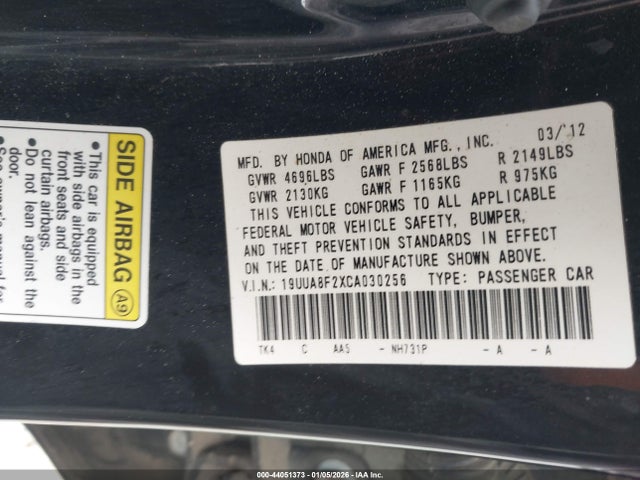 SIDE AIRBAG A9
•This car is equipped
with side airbags in the
front seats and side
curtain airbags.
•Do not lean against the
door.
MFD. BY HONDA OF AMERICA MFG., INC. 03/'12
GVWR 4696LBS GAWR F 2568LBS R 2149LBS
GVWR 2130KG GAWR F 1165KG R 975KG
THIS VEHICLE CONFORMS TO ALL APPLICABLE
FEDERAL MOTOR VEHICLE SAFETY, BUMPER,
AND THEFT PREVENTION STANDARDS IN EFFECT
ON THE DATE OF MANUFACTURE SHOWN ABOVE.
V.I.N.: 19UUA8F2XCA030256 TYPE: PASSENGER CAR
TK4 C AA5 - NH731P - A - A
000-44051373 - 01/05/2026 - IAA Inc.